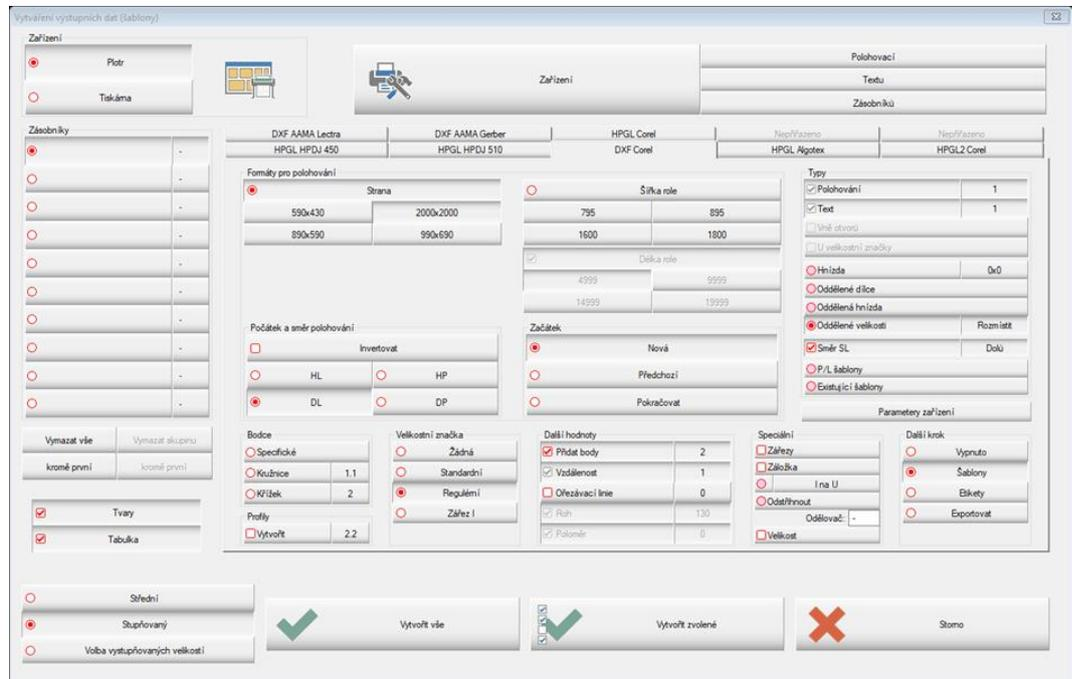 Vytváření výstupních dat (šablony)
Zařízení
Plotr
Tiskárna
Zařízení
Polohovací
Textu
Zásobníků
Zásobníky
-
-
-
-
-
-
-
-
-
-
Vymazat vše
Vymazat skupinu
kromě první
kromě první
Tvary
Tabulka
DXF AAMA Lectra
DXF AAMA Gerber
HPGL Corel
Nepřiřazeno
Nepřiřazeno
HPGL HPDJ 450
HPGL HPDJ 510
DXF Corel
HPGL Algotex
HPGL2 Corel
Formáty pro polohování
Strana
590x430
2000x2000
890x590
990x690
Šířka role
795
895
1600
1800
Délka role
4999
9999
14999
19999
Počátek a směr polohování
Invertovat
HL
HP
DL
DP
Začátek
Nová
Předchozí
Pokračovat
Typy
Polohování 1
Text 1
Vně otvorů
U velikostní značky
Hnízda 0x0
Oddělené dílce
Oddělená hnízda
Oddělené velikosti Rozmístit
Směr SL Dolů
P/L šablony
Existující šablony
Parametery zařízení
Bodce
Specifické
Kružnice 1.1
Křížek 2
Profily
Vytvořit 2.2
Velikostní značka
Žádná
Standardní
Regulérní
Zářez I
Další hodnoty
Přidat body 2
Vzdálenost 1
Ořezávací linie 0
Roh 130
Poloměr 0
Speciální
Zářezy
Záložka
I na U
Odstřihnout
Odělovač: -
Velikost
Další krok
Vypnuto
Šablony
Etikety
Exportovat
Střední
Stupňovaný
Volba vystupňovaných velikostí
Vytvořit vše
Vytvořit zvolené
Storno